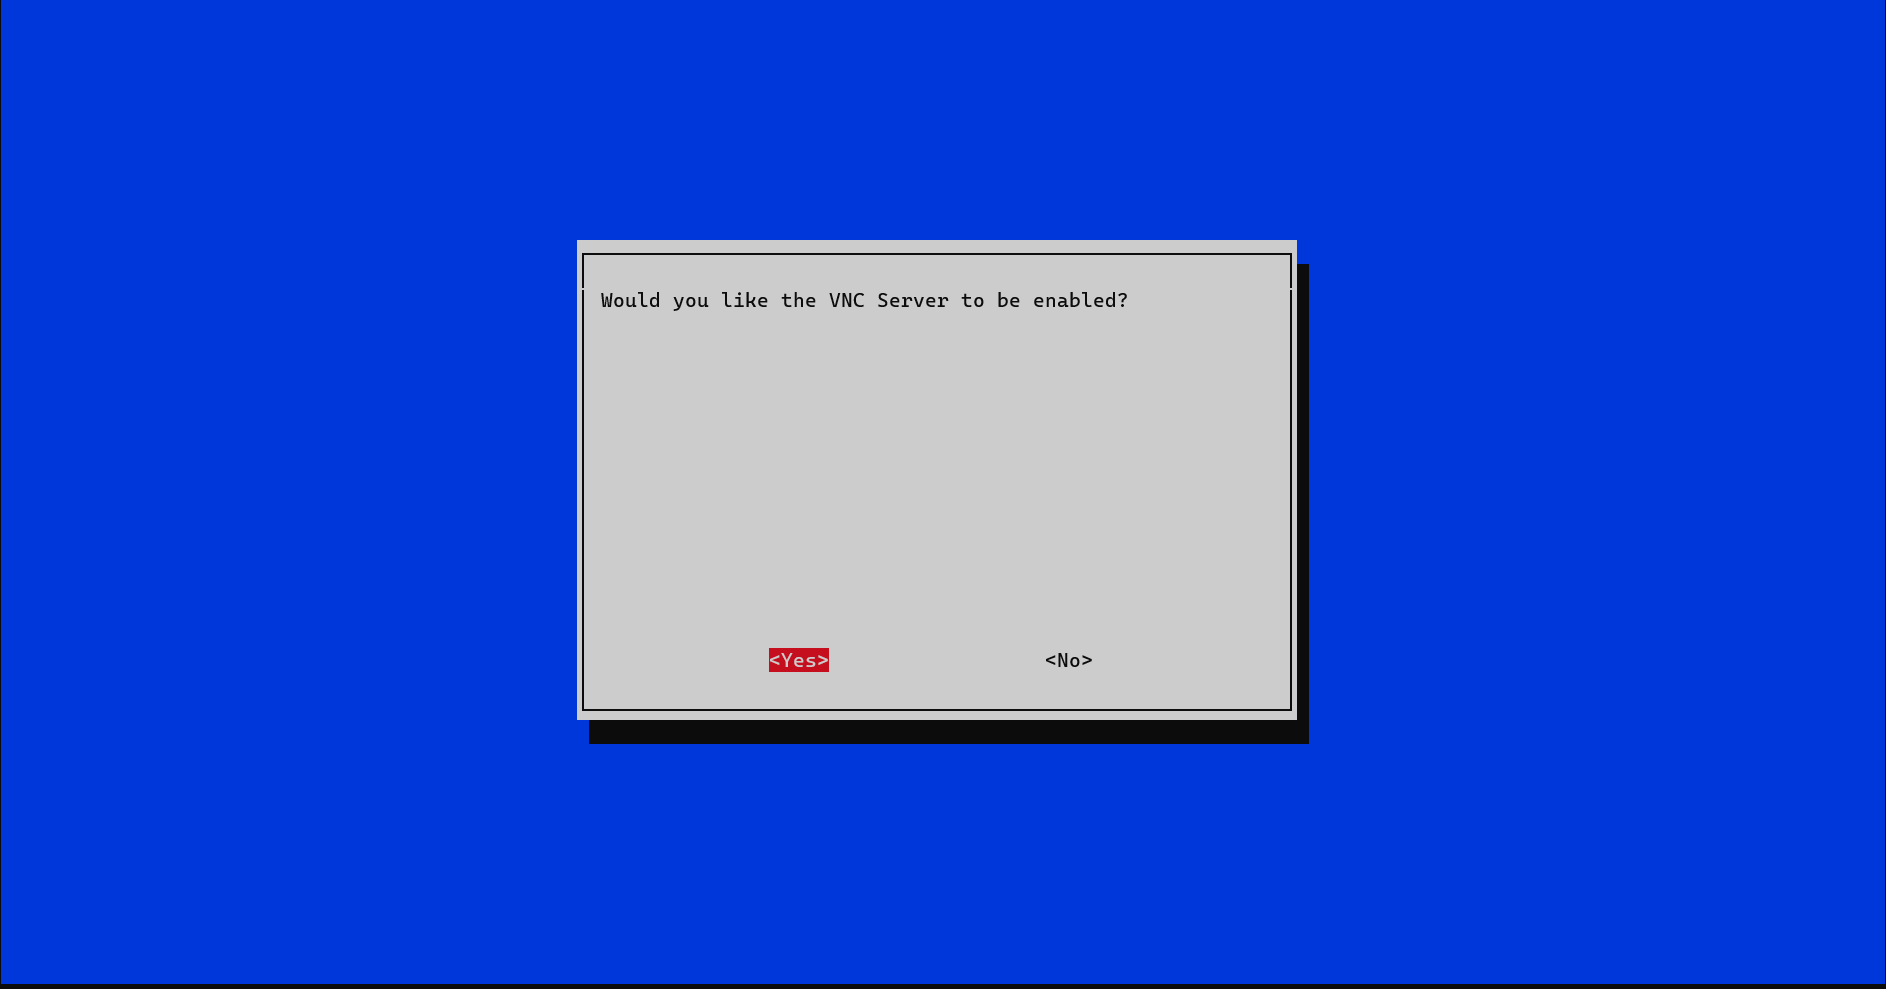 Would you like the VNC Server to be enabled?
<Yes> <No>